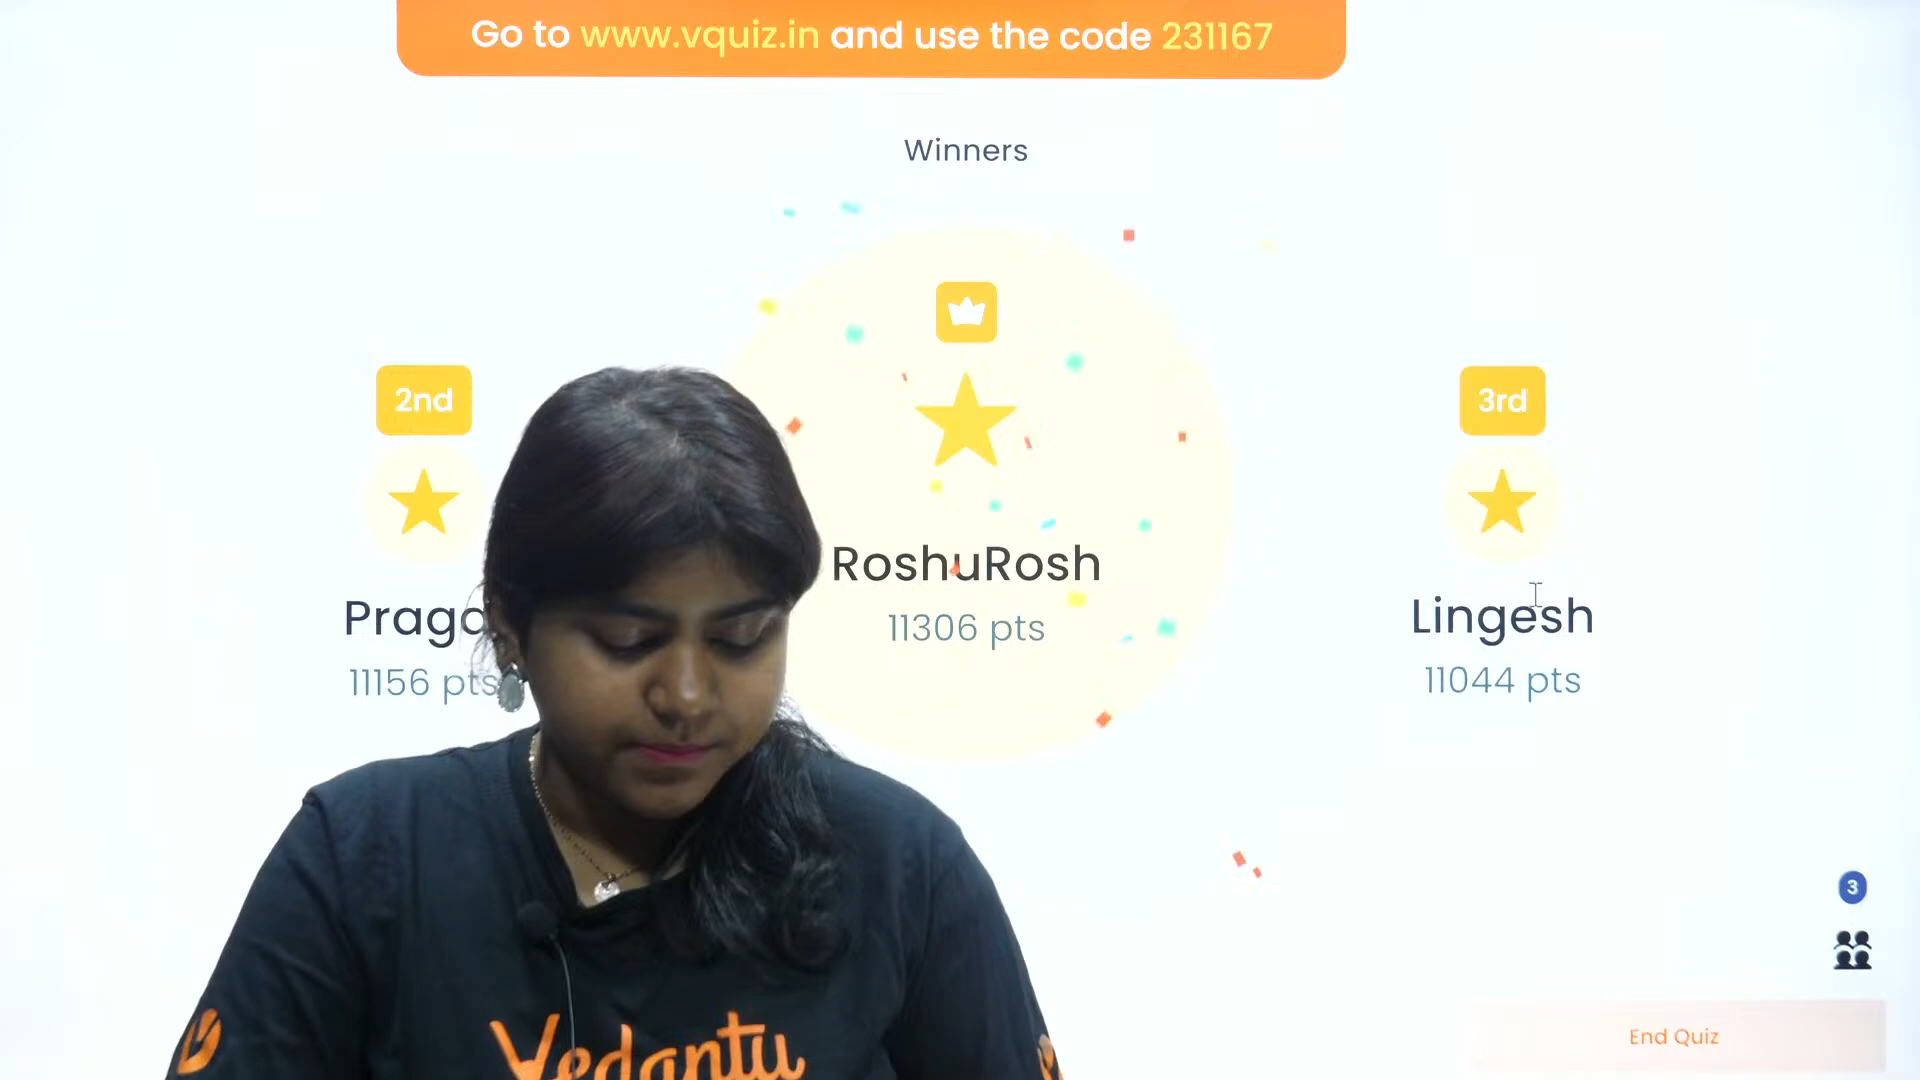 Go to www.vquiz.in and use the code 231167
Winners
2nd
3rd
RoshuRosh
11306 pts
11156 pts
Lingesh
11044 pts
3
End Quiz
Vedantu